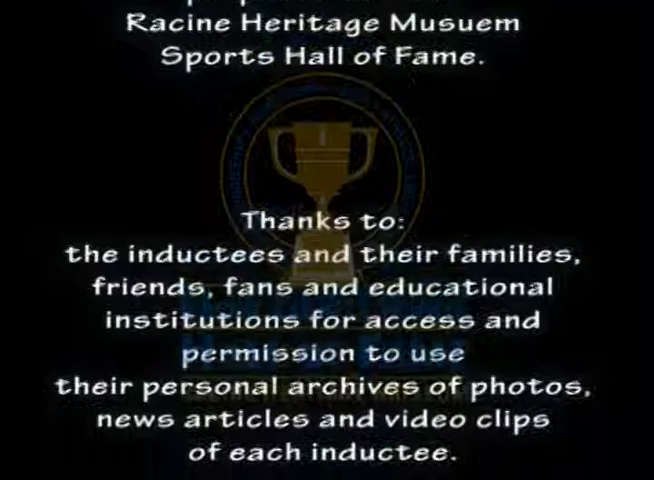 Racine Heritage Musuem
Sports Hall of Fame.
Thanks to:
the inductees and their families,
friends, fans and educational
institutions for access and
permission to use
their personal archives of photos,
news articles and video clips
of each inductee.